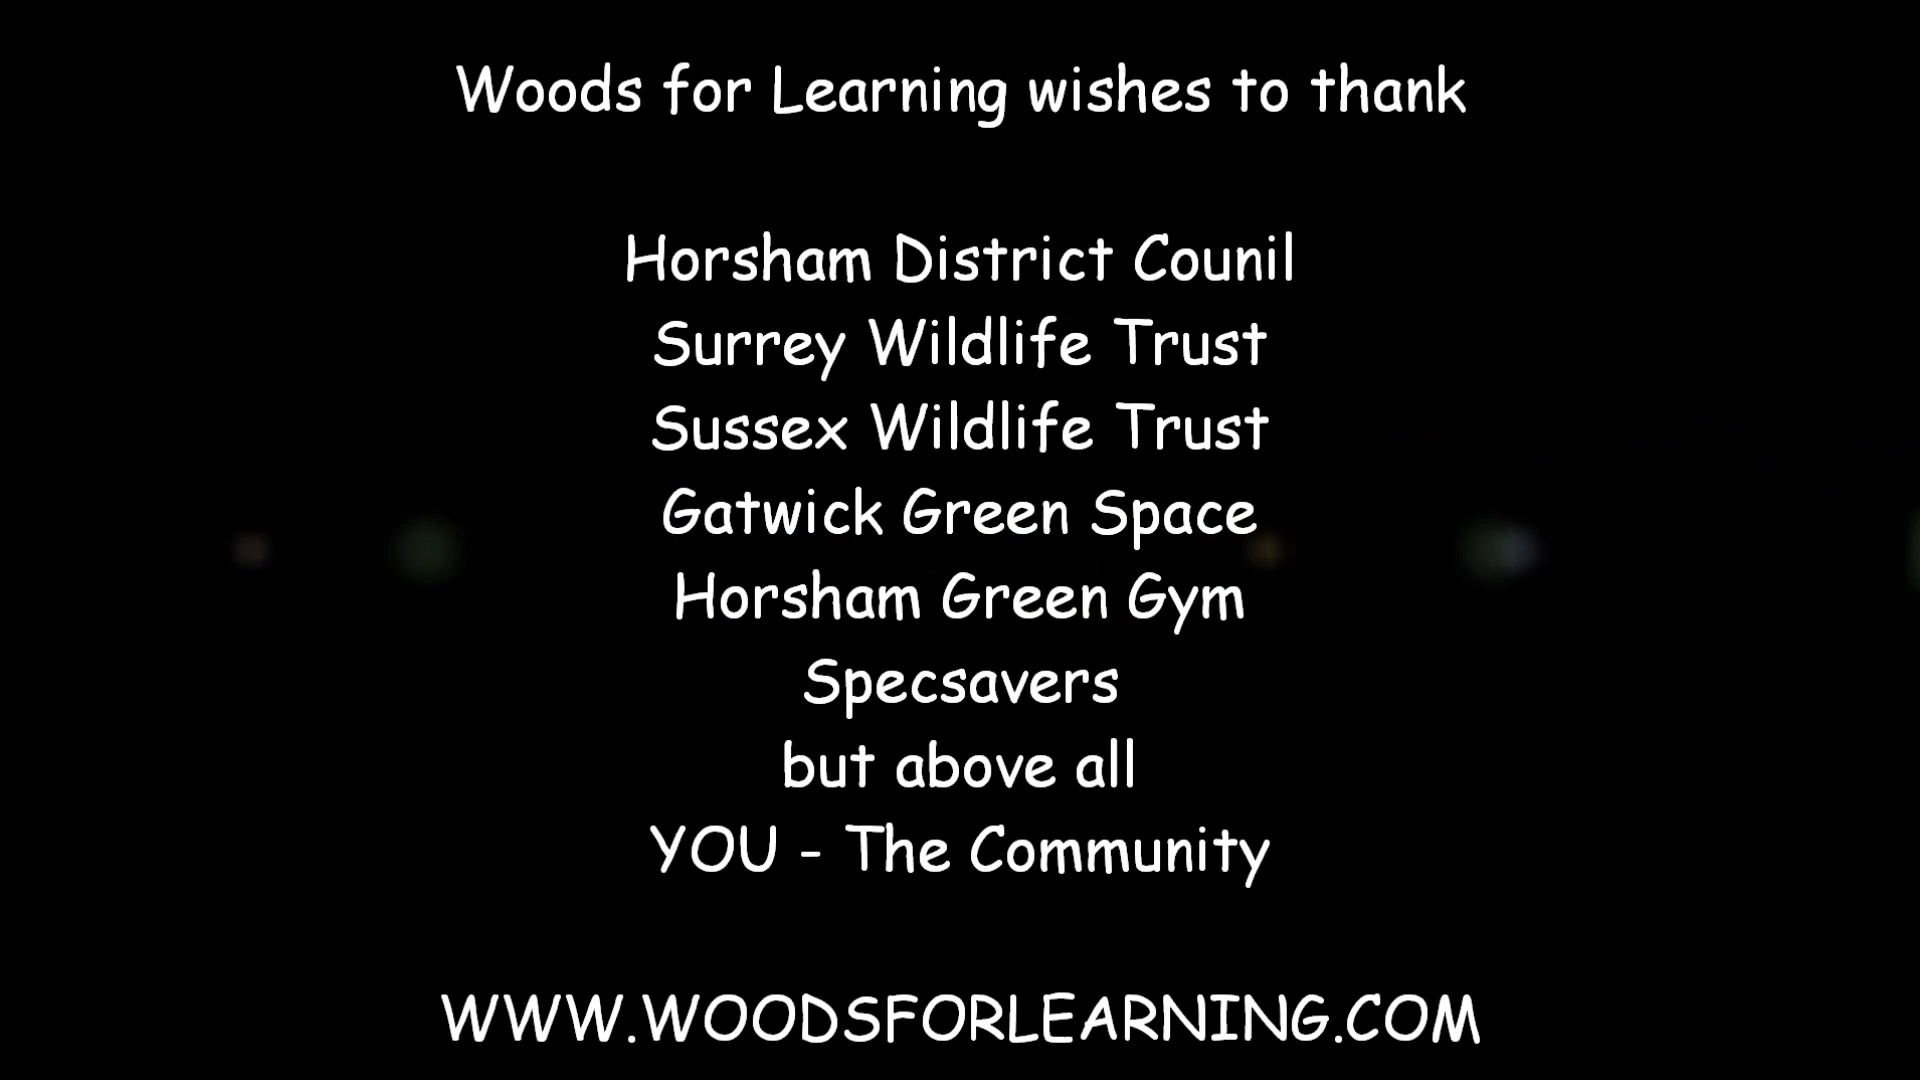 Woods for Learning wishes to thank
Horsham District Counil
Surrey Wildlife Trust
Sussex Wildlife Trust
Gatwick Green Space
Horsham Green Gym
Specsavers
but above all
YOU - The Community
WWW.WOODSFORLEARNING.COM